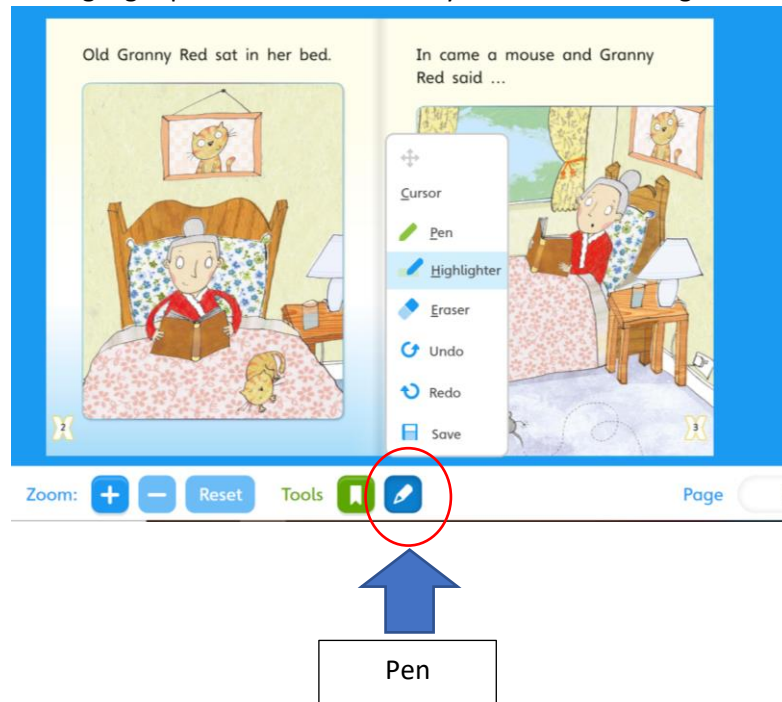 Old Granny Red sat in her bed.
In came a mouse and Granny
Red said ...
Cursor
Pen
Highlighter
Eraser
Undo
Redo
Save
2
3
Zoom: + - Reset Tools Page
Pen